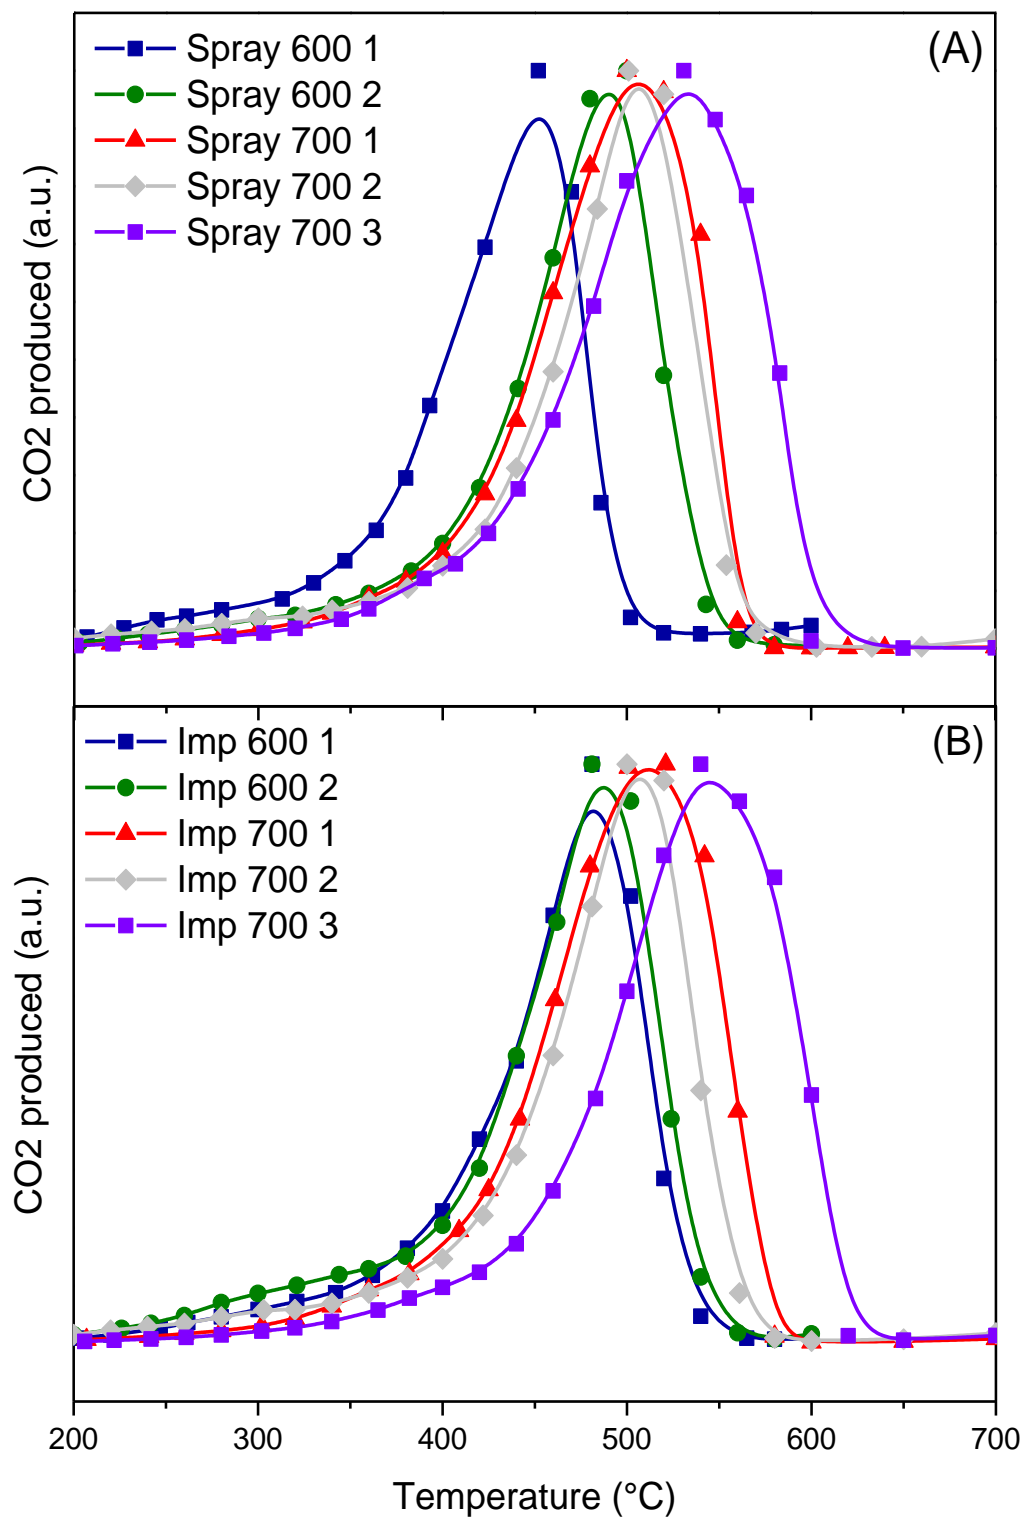 (A)
Spray 600 1
Spray 600 2
Spray 700 1
Spray 700 2
Spray 700 3
CO2 produced (a.u.)
(B)
Imp 600 1
Imp 600 2
Imp 700 1
Imp 700 2
Imp 700 3
CO2 produced (a.u.)
200 300 400 500 600 700
Temperature (°C)